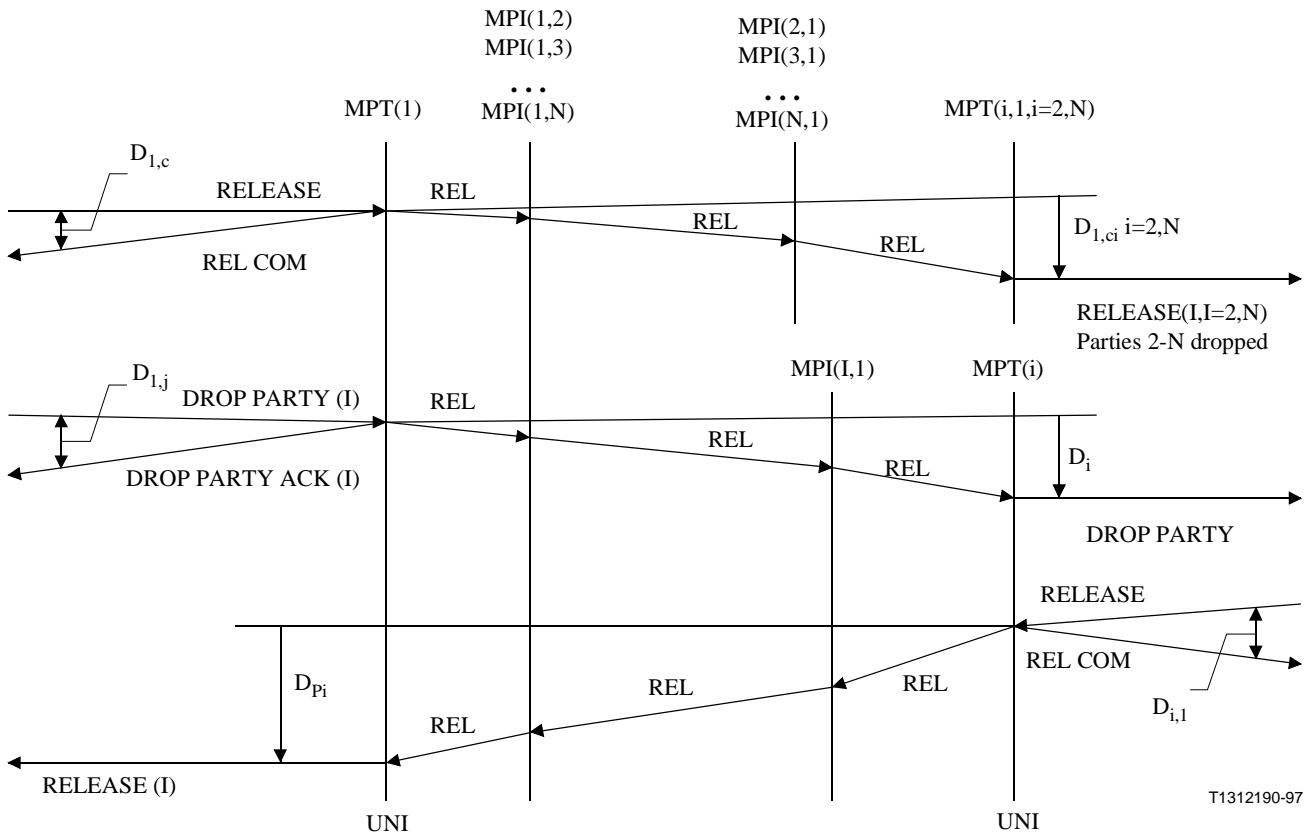 MPI(1,2)
MPI(1,3)
...
MPI(1,N)
MPI(2,1)
MPI(3,1)
...
MPI(N,1)
MPT(1)
MPT(i,1,i=2,N)
D1,c
RELEASE
REL
REL
REL
REL COM
D1,ci i=2,N
RELEASE(I,I=2,N)
Parties 2-N dropped
MPI(I,1)
MPT(i)
D1,j
DROP PARTY (I)
REL
REL
REL
DROP PARTY ACK (I)
Di
DROP PARTY
RELEASE
REL COM
Di,1
DPi
REL
REL
REL
RELEASE (I)
T1312190-97
UNI
UNI